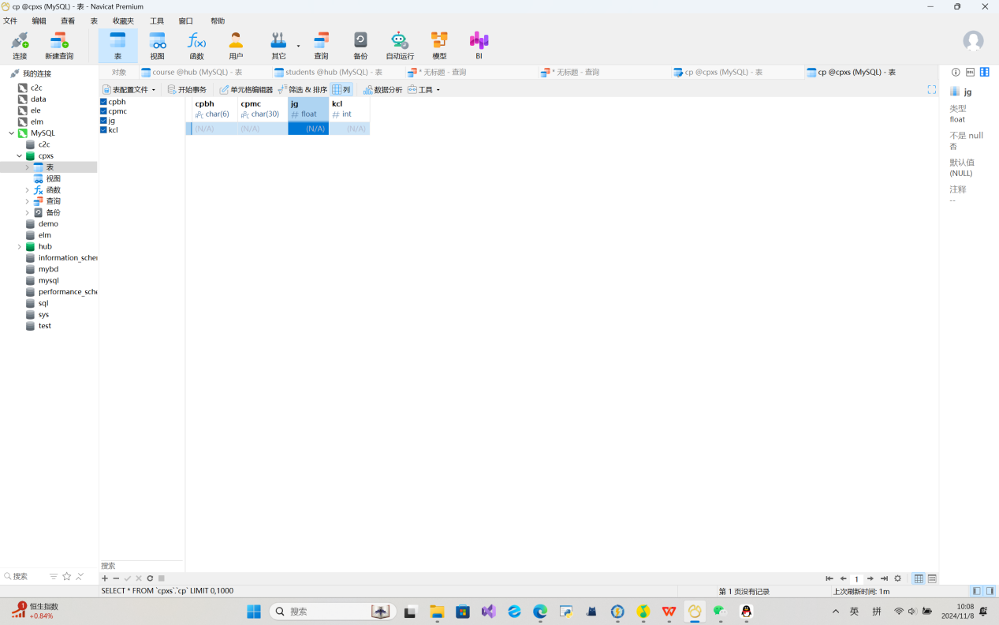 cp @cpxs (MySQL) - 表 - Navicat Premium
文件 编辑 查看 表 收藏夹 工具 窗口 帮助
连接 新建查询 表 视图 函数 用户 其它 查询 备份 自动运行 模型 BI
我的连接
对象 course @hub (MySQL) - 表 students @hub (MySQL) - 表 * 无标题 - 查询 * 无标题 - 查询 cp @cpxs (MySQL) - 表 cp @cpxs (MySQL) - 表
表配置文件 开始事务 单元格编辑器 筛选 & 排序 列 数据分析 工具
c2c
data
ele
elm
MySQL
c2c
cpxs
表
视图
函数
查询
备份
demo
elm
hub
information_scher
mybd
mysql
performance_sche
sql
sys
test
cpbh
cpmc
jg
kcl
cpbh cpmc jg kcl
char(6) char(30) # float # int
(N/A) (N/A) (N/A) (N/A)
jg
类型
float
不是 null
否
默认值
(NULL)
注释
--
搜索
搜索
1
SELECT * FROM `cpxs`.`cp` LIMIT 0,1000
第 1 页没有记录
上次刷新时间: 1m
1
恒生指数
+0.84%
搜索
英 拼
10:08
2024/11/8